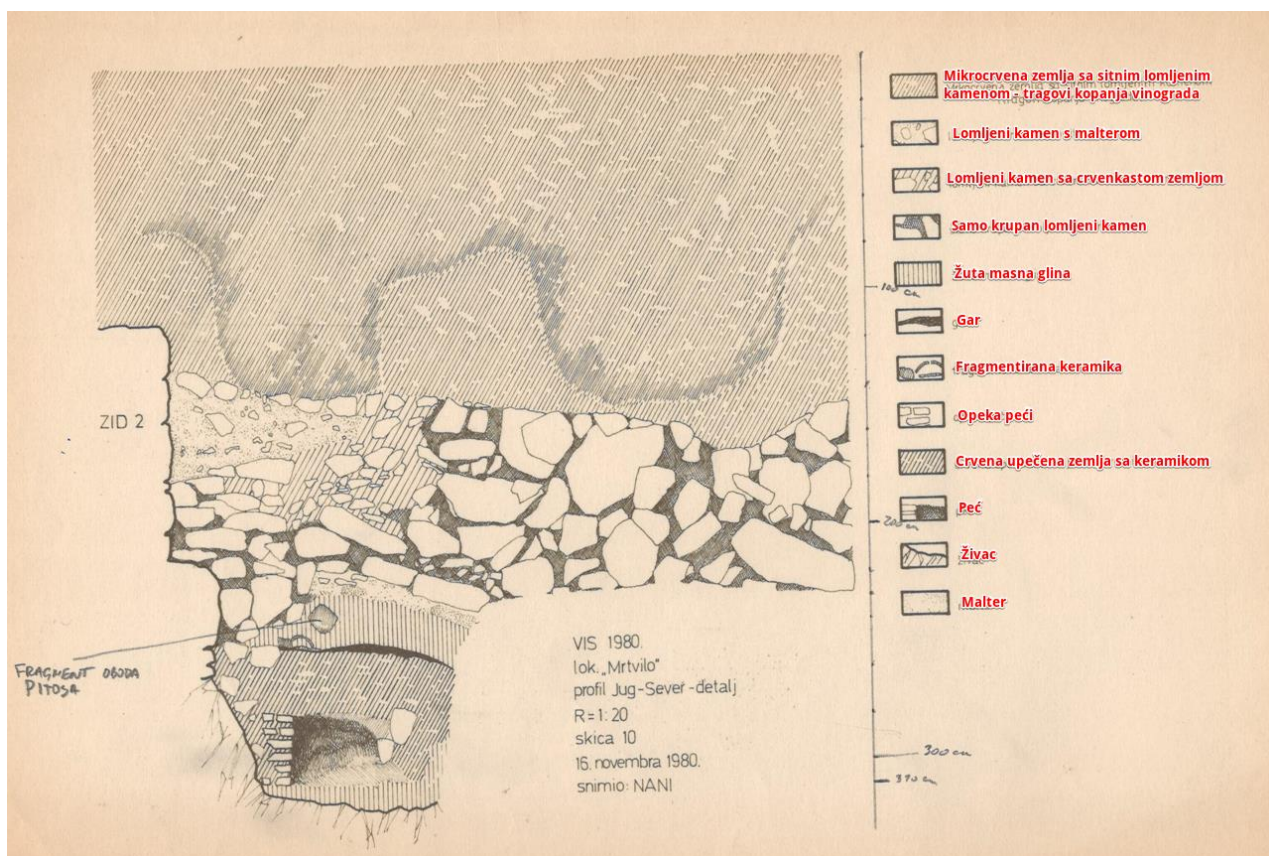 Mikrocrvena zemlja sa sitnim lomljenim
kamenom - tragovi kopanja vinograda
Lomljeni kamen s malterom
Lomljeni kamen sa crvenkastom zemljom
Samo krupan lomljeni kamen
Žuta masna glina
100 cm
Gar
Fragmentirana keramika
Opeka peći
ZID 2
Crvena upečena zemlja sa keramikom
Peć
200 cm
Živac
Malter
FRAGMENT OBODA
PITOSA
VIS 1980.
lok. „Mrtvilo"
profil Jug-Sever-detalj
R=1:20
skica 10
16. novembra 1980.
snimio: NANI
300 cm
310 cm